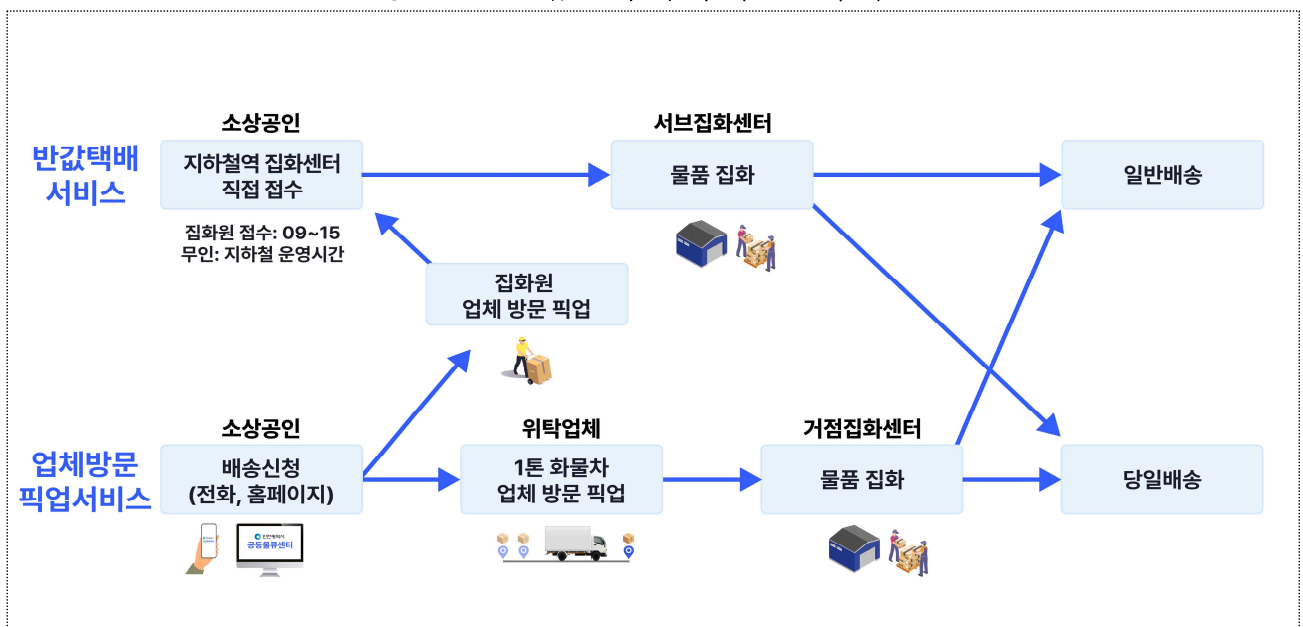 소상공인
서브집화센터
반값택배
서비스
지하철역 집화센터
직접 접수
물품 집화
일반배송
집화원 접수: 09~15
무인: 지하철 운영시간
집화원
업체 방문 픽업
소상공인
위탁업체
거점집화센터
업체방문
픽업서비스
배송신청
(전화, 홈페이지)
1톤 화물차
업체 방문 픽업
물품 집화
당일배송
인천광역시
공동물류센터